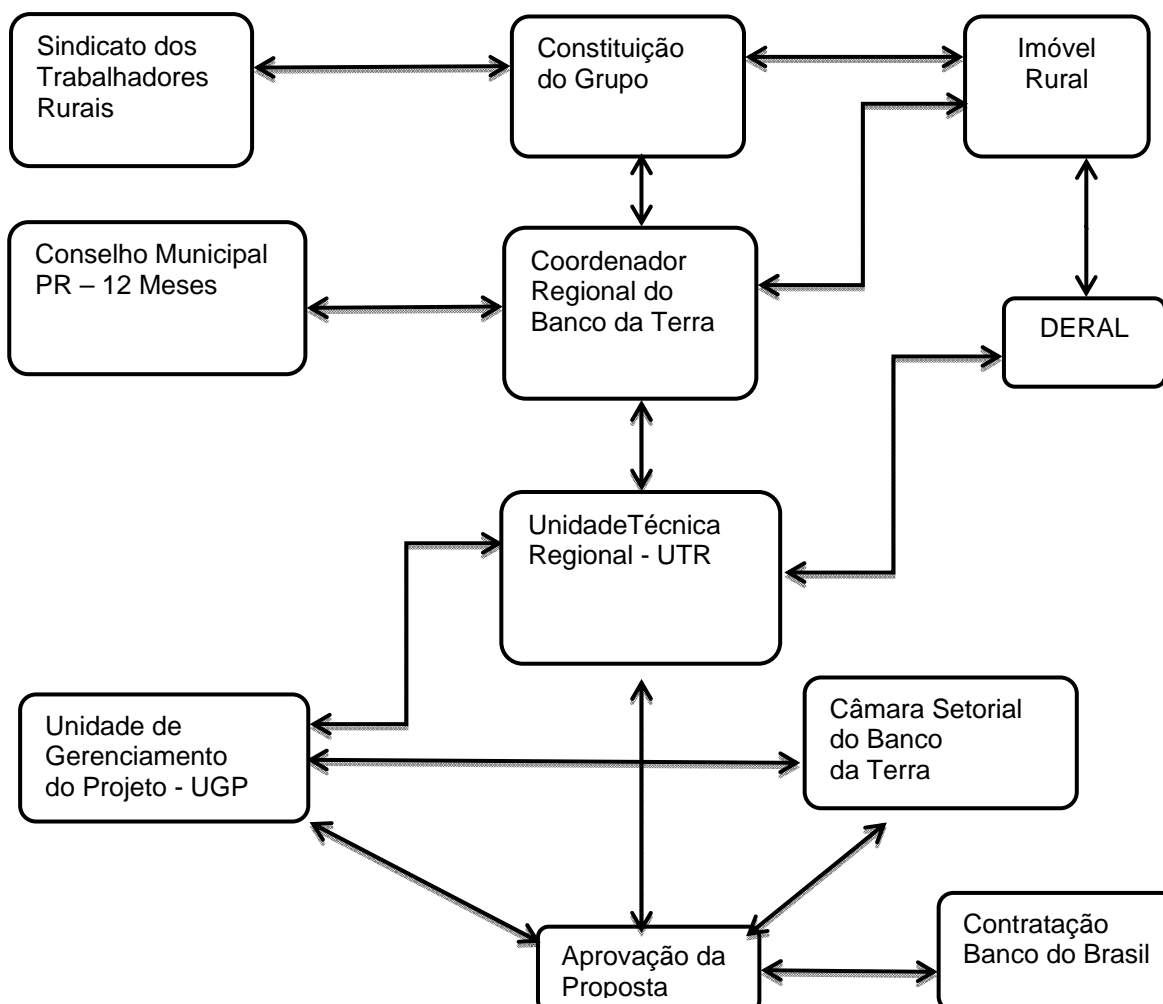 Sindicato dos
Trabalhadores
Rurais
Constituição
do Grupo
Imóvel
Rural
Conselho Municipal
PR – 12 Meses
Coordenador
Regional do
Banco da Terra
DERAL
UnidadeTécnica
Regional - UTR
Unidade de
Gerenciamento
do Projeto - UGP
Câmara Setorial
do Banco
da Terra
Aprovação da
Proposta
Contratação
Banco do Brasil